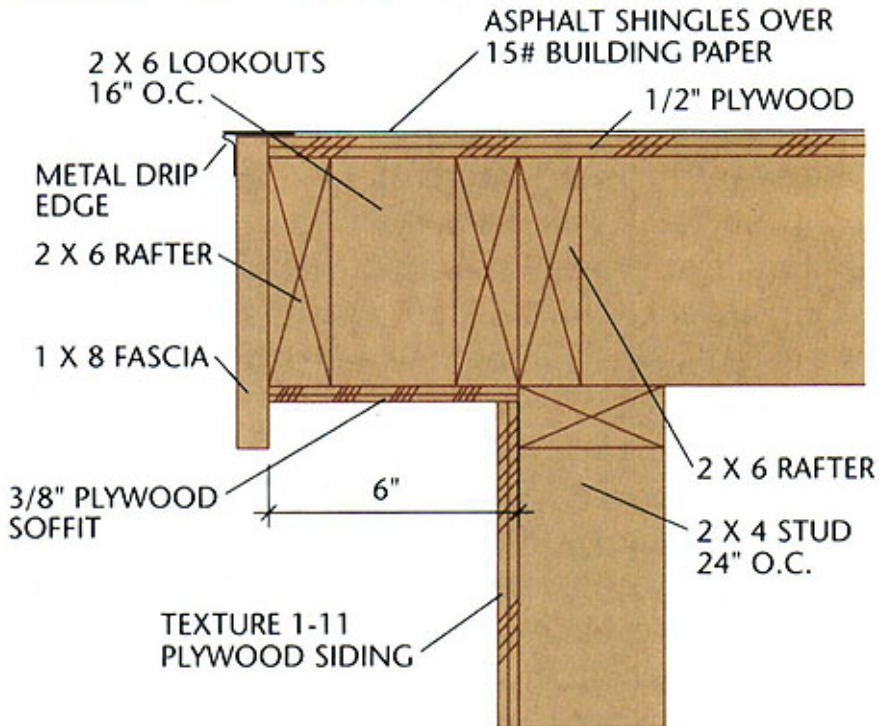 ASPHALT SHINGLES OVER
15# BUILDING PAPER
2 X 6 LOOKOUTS
16" O.C.
1/2" PLYWOOD
METAL DRIP
EDGE
2 X 6 RAFTER
1 X 8 FASCIA
3/8" PLYWOOD
SOFFIT
6"
2 X 6 RAFTER
2 X 4 STUD
24" O.C.
TEXTURE 1-11
PLYWOOD SIDING